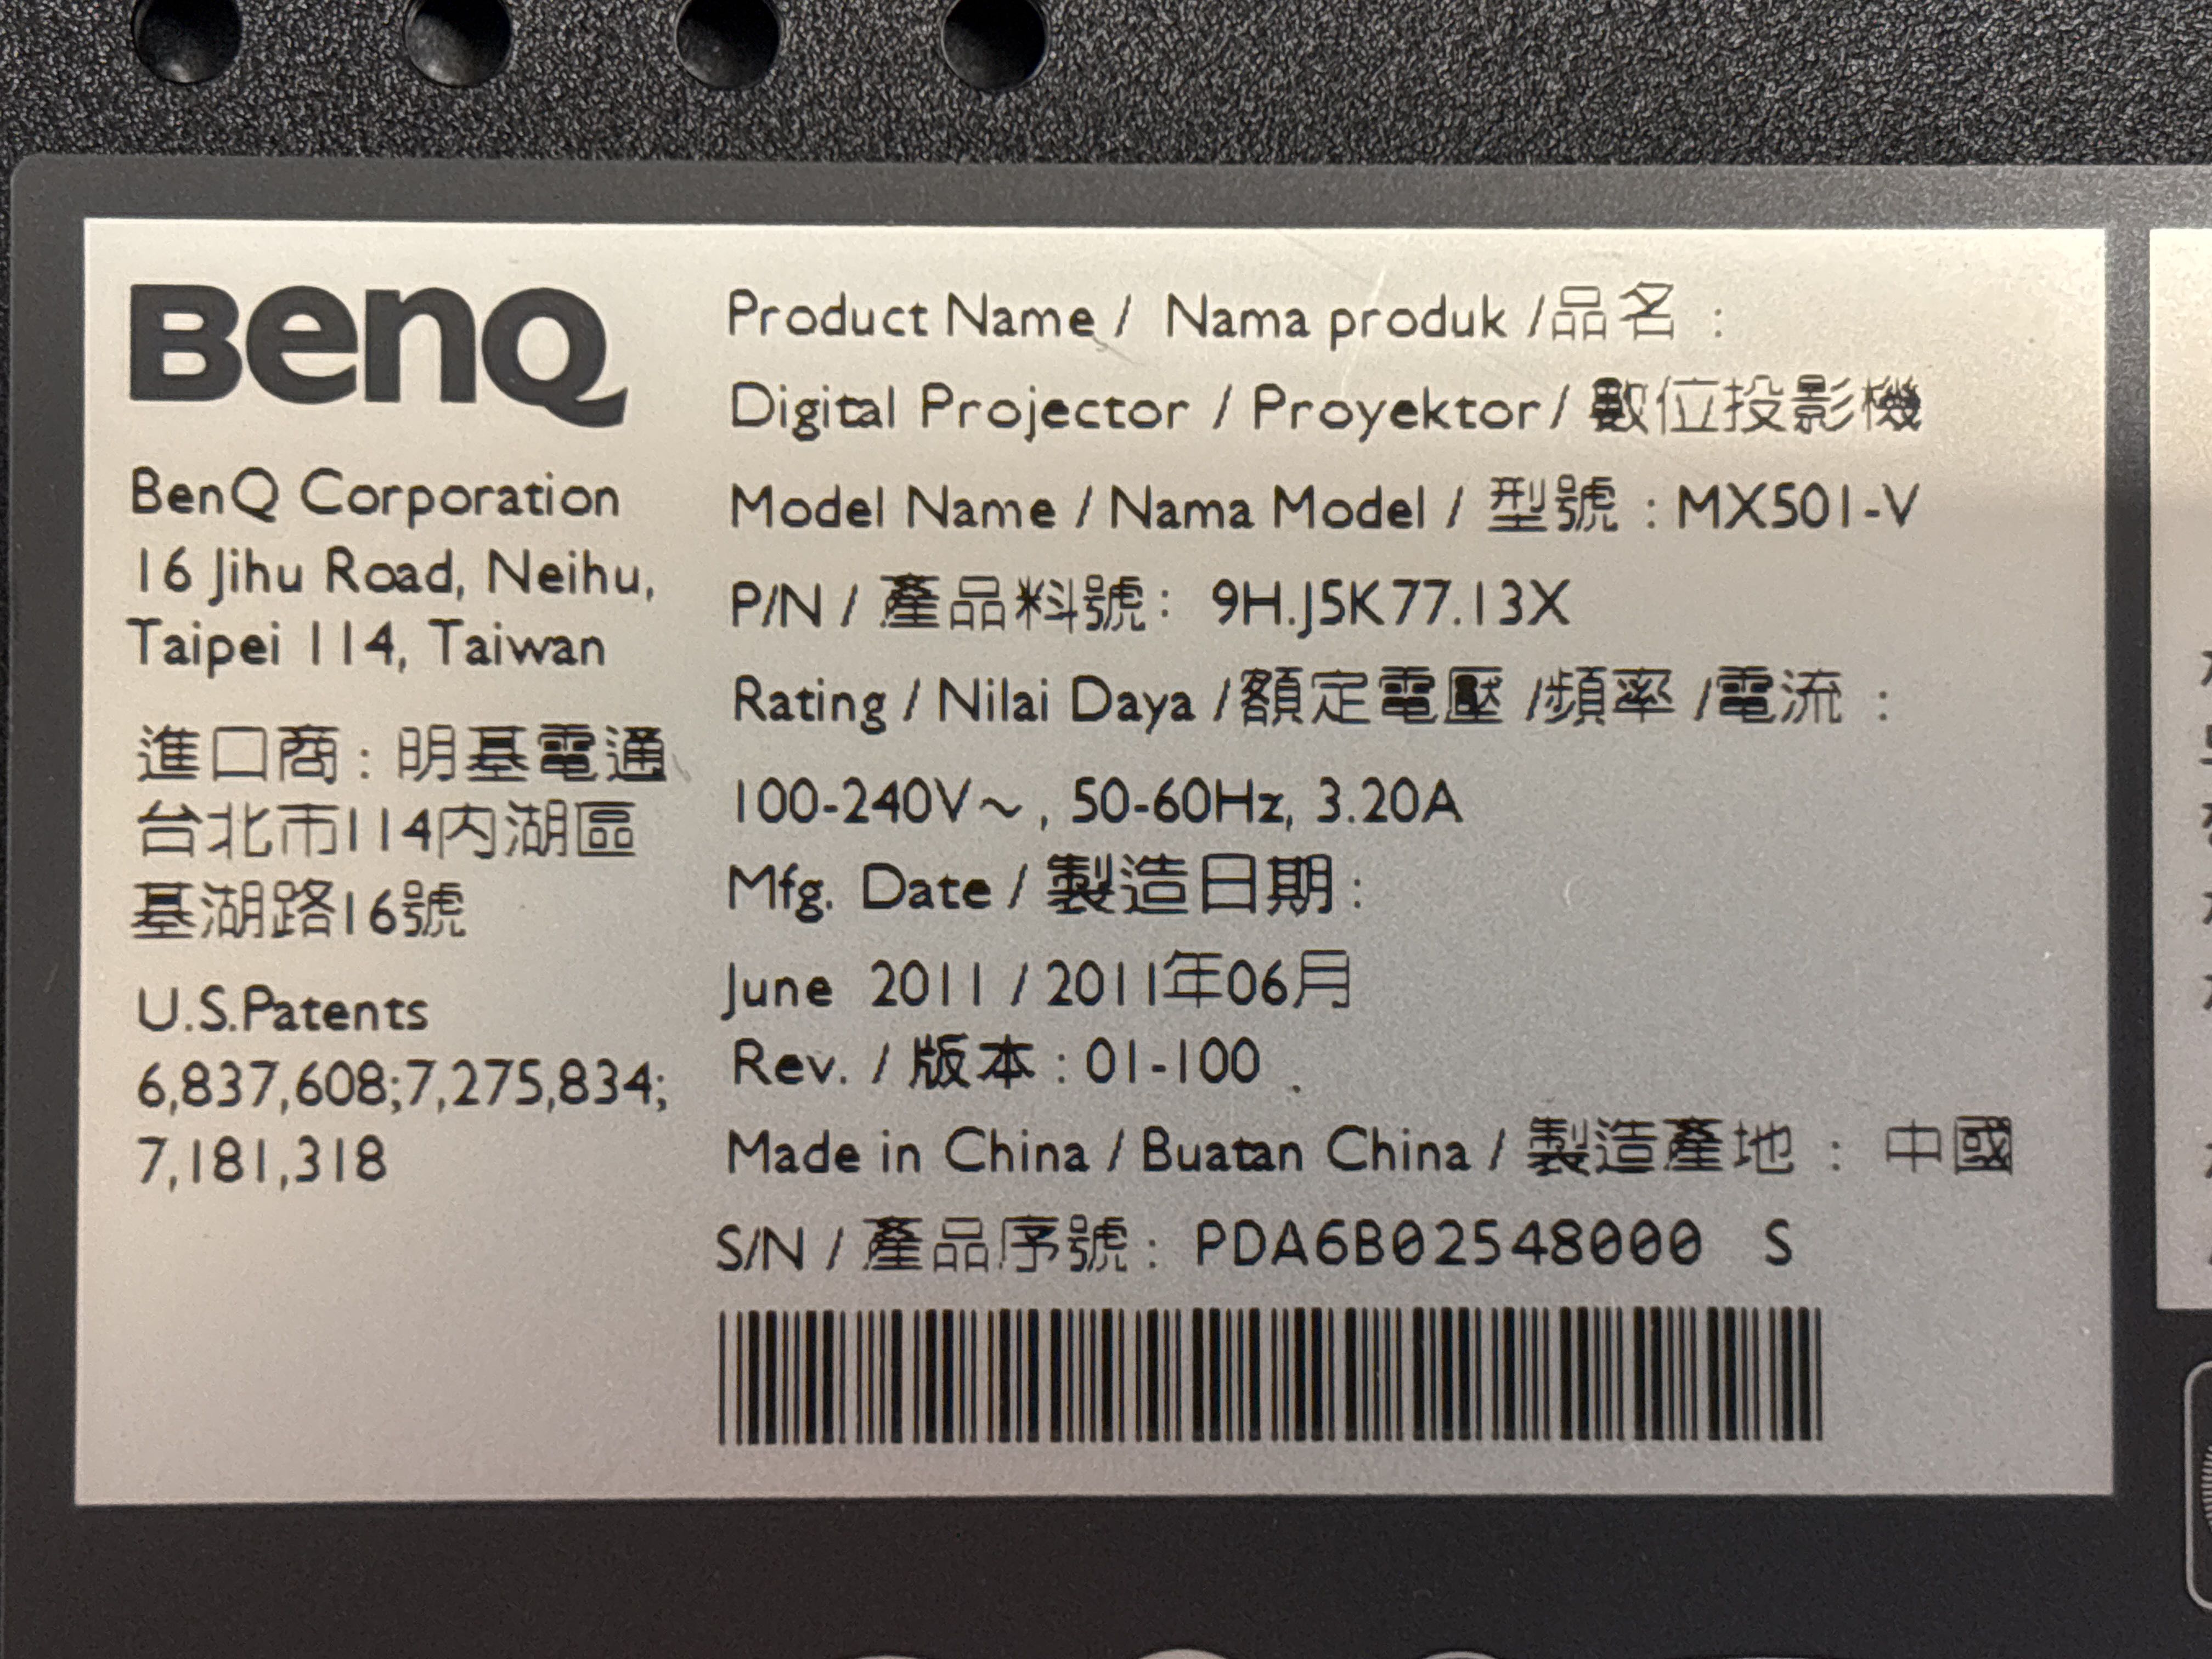 BenQ
BenQ Corporation
16 Jihu Road, Neihu,
Taipei 114, Taiwan
進口商：明基電通
台北市114內湖區
基湖路16號
U.S.Patents
6,837,608;7,275,834;
7,181,318
Product Name / Nama produk /品名 :
Digital Projector / Proyektor/ 數位投影機
Model Name / Nama Model / 型號 : MX501-V
P/N / 產品料號: 9H.J5K77.13X
Rating / Nilai Daya /額定電壓 /頻率 /電流 :
100-240V～, 50-60Hz, 3.20A
Mfg. Date / 製造日期:
June 2011 / 2011年06月
Rev. / 版本 : 01-100
Made in China / Buatan China / 製造產地 : 中國
S/N / 產品序號: PDA6B02548000 S